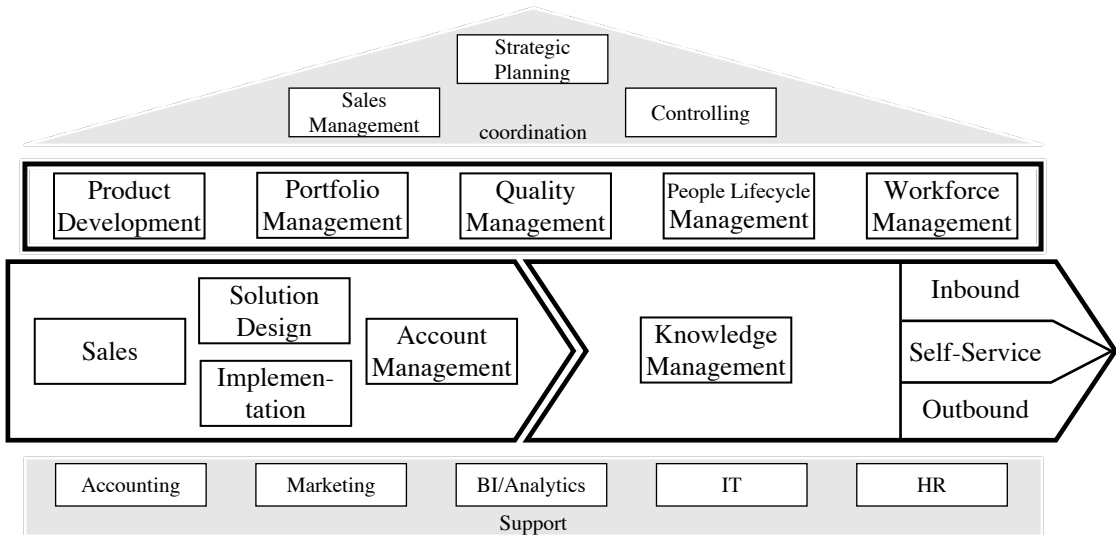 Strategic
Planning
Sales
Management
Controlling
coordination
Product
Development
Portfolio
Management
Quality
Management
People Lifecycle
Management
Workforce
Management
Sales
Solution
Design
Implemen-
tation
Account
Management
Knowledge
Management
Inbound
Self-Service
Outbound
Accounting
Marketing
BI/Analytics
IT
HR
Support